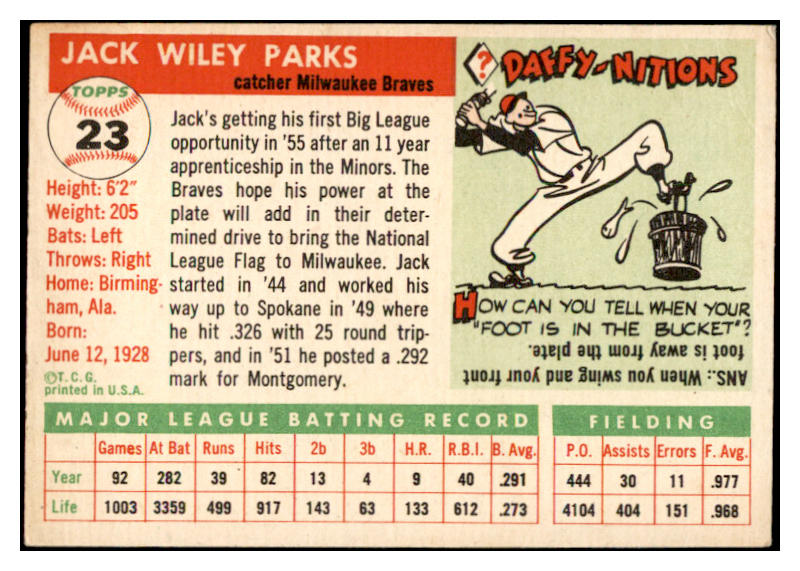 JACK WILEY PARKS
catcher Milwaukee Braves
TOPPS
23
Height: 6'2"
Weight: 205
Bats: Left
Throws: Right
Home: Birming-
ham, Ala.
Born:
June 12, 1928
©T. C. G.
printed in U.S.A.
Jack's getting his first Big League
opportunity in '55 after an 11 year
apprenticeship in the Minors. The
Braves hope his power at the
plate will add in their deter-
mined drive to bring the National
League Flag to Milwaukee. Jack
started in '44 and worked his
way up to Spokane in '49 where
he hit .326 with 25 round trip-
pers, and in '51 he posted a .292
mark for Montgomery.
? DAFFY-NITIONS
HOW CAN YOU TELL WHEN YOUR
"FOOT IS IN THE BUCKET"?
ANS.: When you swing and your front
foot is away from the plate.
MAJOR LEAGUE BATTING RECORD
Games At Bat Runs Hits 2b 3b H.R. R.B.I. B. Avg.
Year 92 282 39 82 13 4 9 40 .291
Life 1003 3359 499 917 143 63 133 612 .273
FIELDING
P.O. Assists Errors F. Avg.
444 30 11 .977
4104 404 151 .968